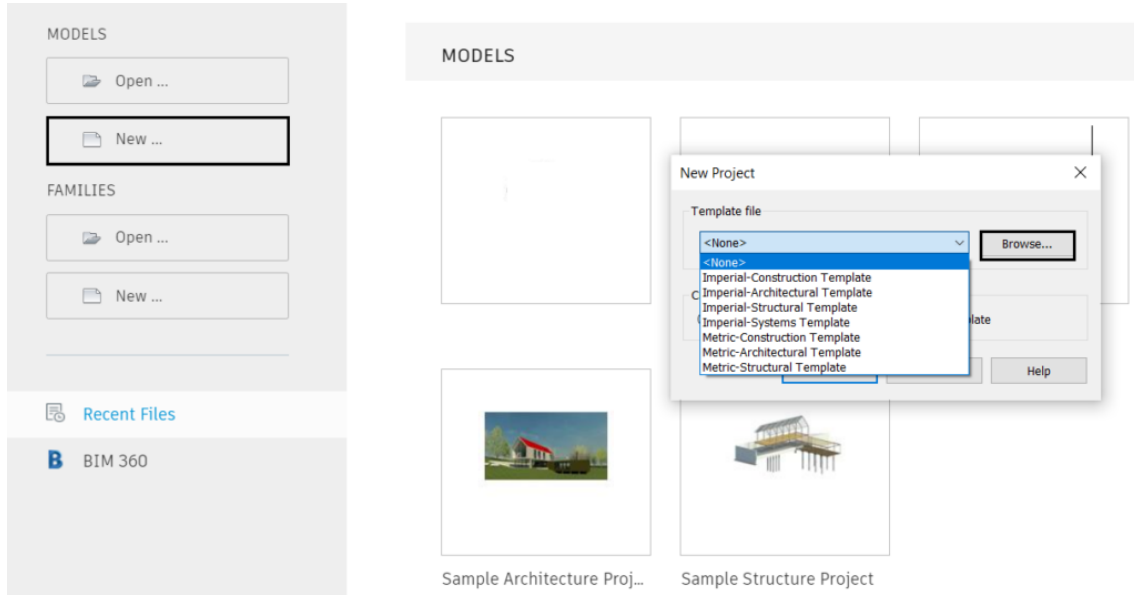 MODELS
Open ...
New ...
FAMILIES
Open ...
New ...
Recent Files
B BIM 360
MODELS
New Project
Template file
<None>
Browse...
<None>
Imperial-Construction Template
Imperial-Architectural Template
Imperial-Structural Template
Imperial-Systems Template
Metric-Construction Template
Metric-Architectural Template
Metric-Structural Template
Help
Sample Architecture Proj...
Sample Structure Project